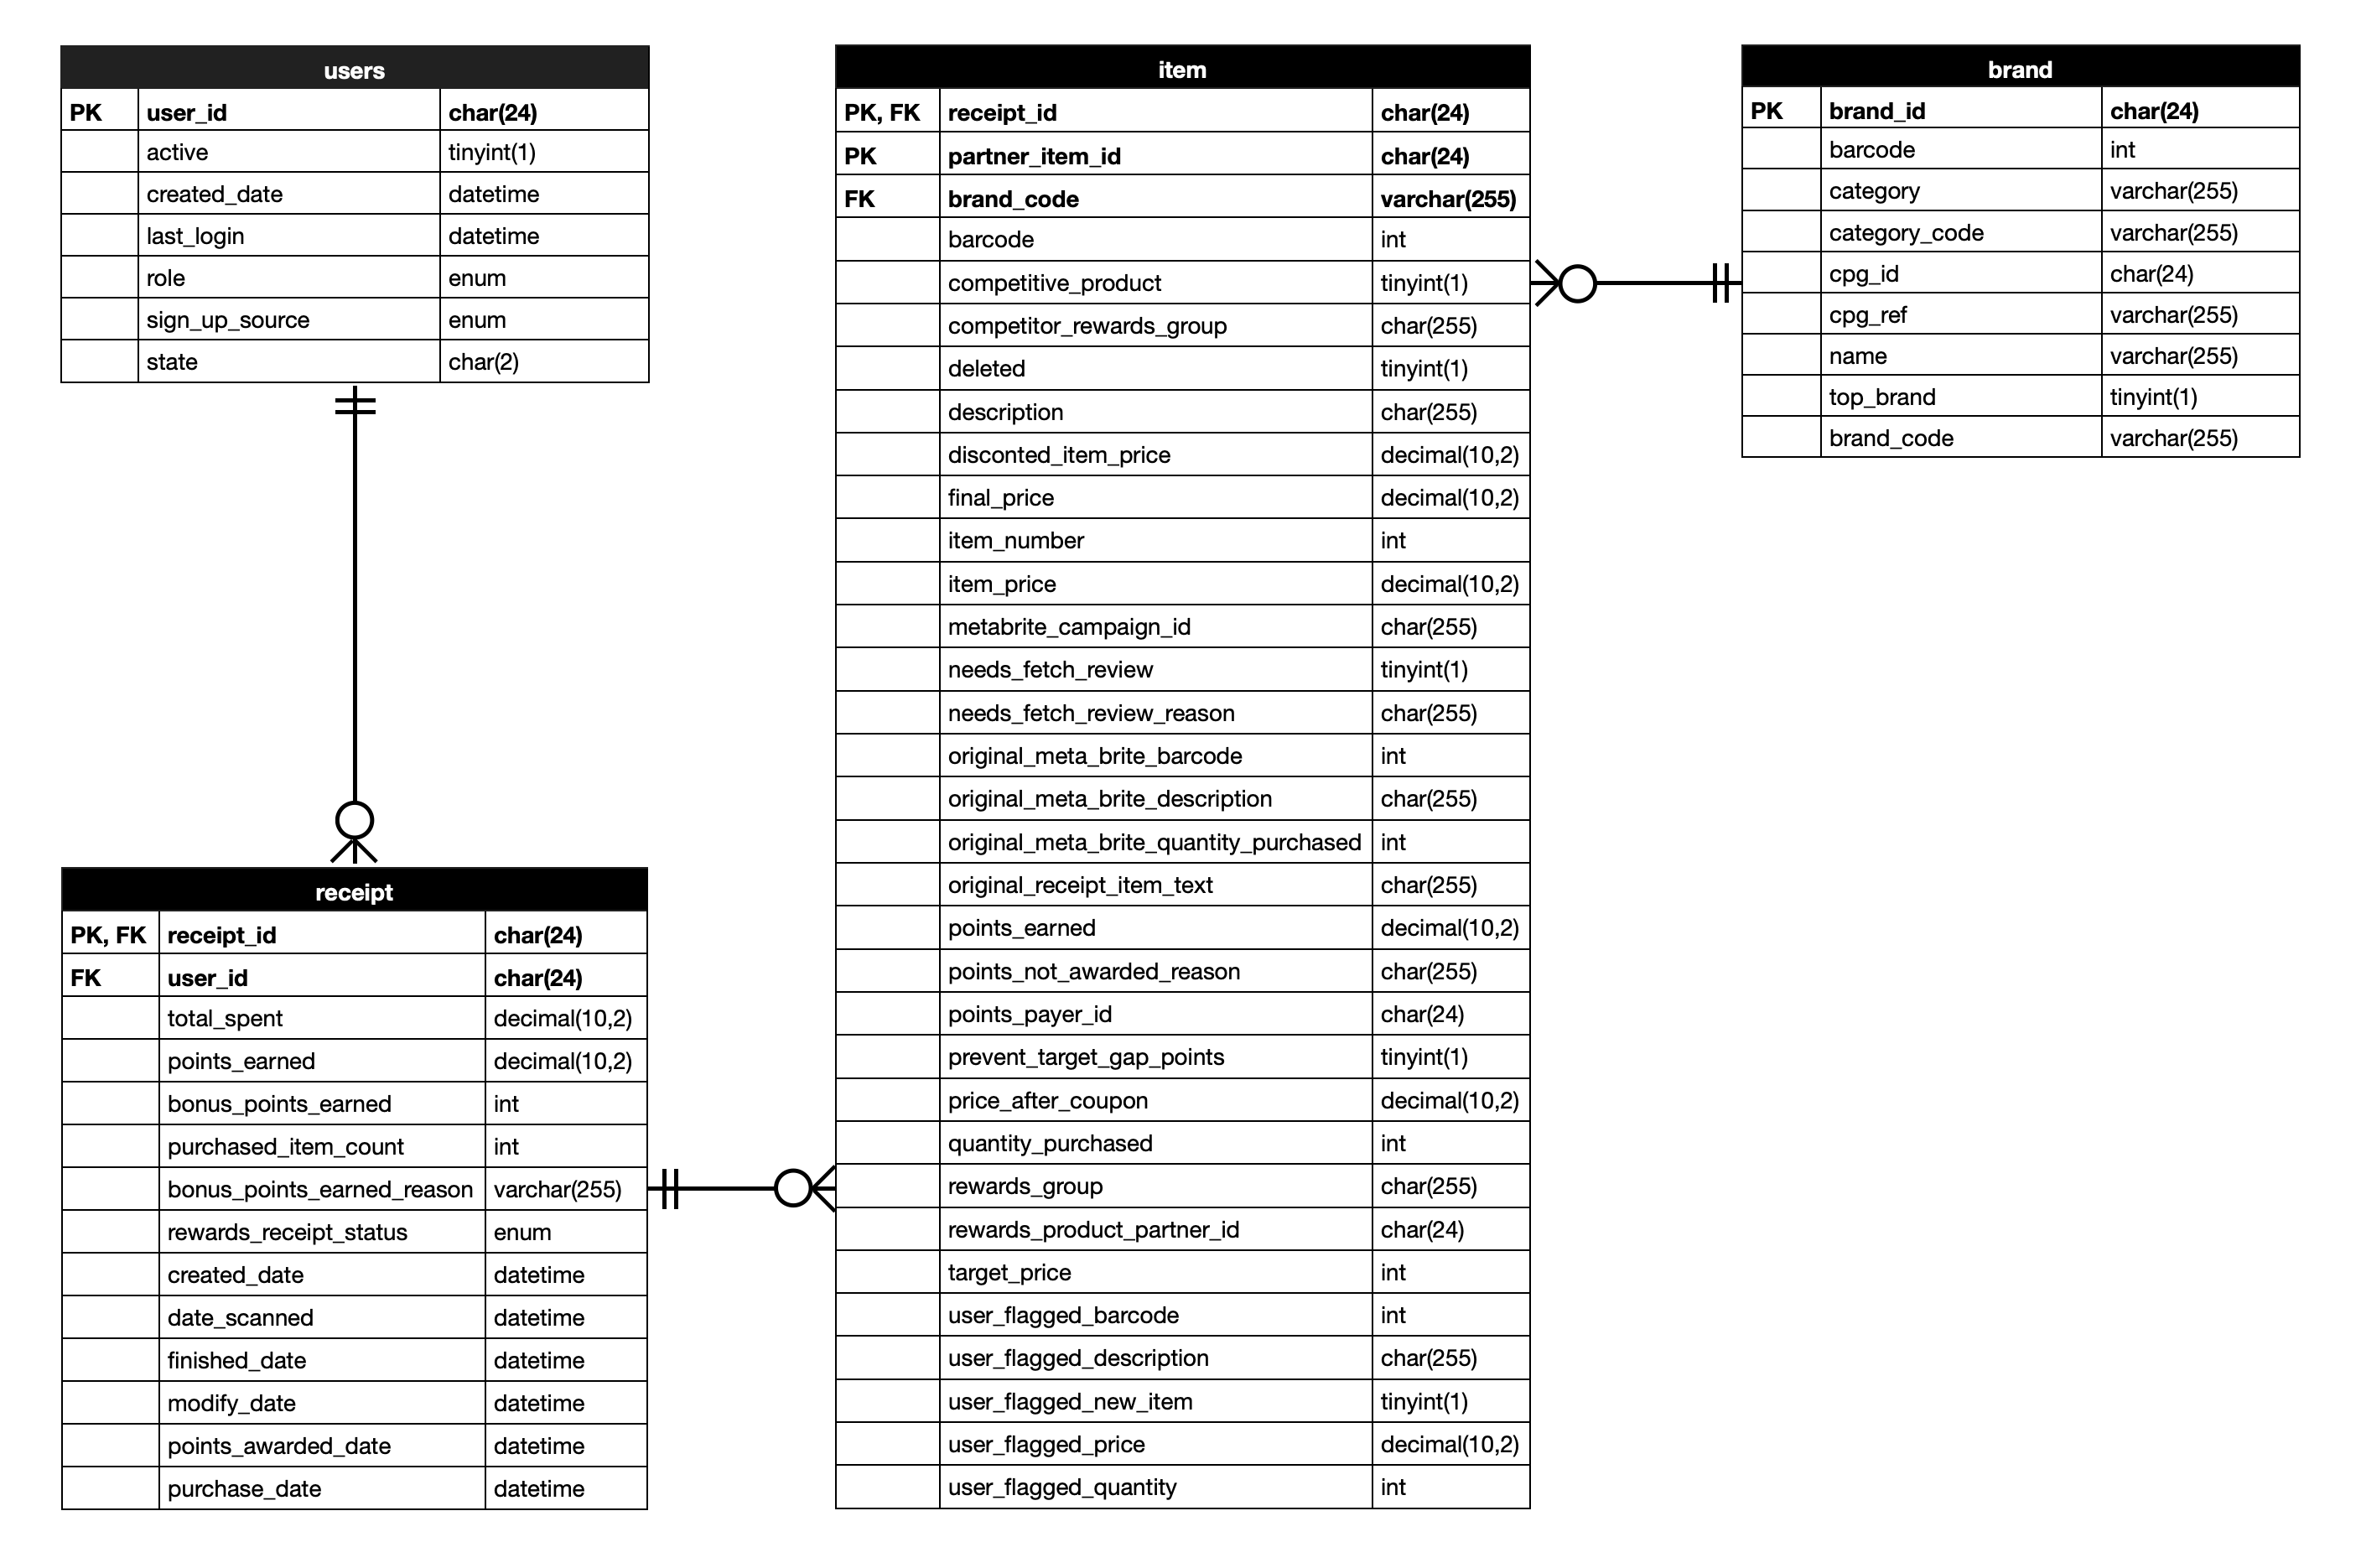 users
PK user_id char(24)
active tinyint(1)
created_date datetime
last_login datetime
role enum
sign_up_source enum
state char(2)
receipt
PK, FK receipt_id char(24)
FK user_id char(24)
total_spent decimal(10,2)
points_earned decimal(10,2)
bonus_points_earned int
purchased_item_count int
bonus_points_earned_reason varchar(255)
rewards_receipt_status enum
created_date datetime
date_scanned datetime
finished_date datetime
modify_date datetime
points_awarded_date datetime
purchase_date datetime
item
PK, FK receipt_id char(24)
PK partner_item_id char(24)
FK brand_code varchar(255)
barcode int
competitive_product tinyint(1)
competitor_rewards_group char(255)
deleted tinyint(1)
description char(255)
disconted_item_price decimal(10,2)
final_price decimal(10,2)
item_number int
item_price decimal(10,2)
metabrite_campaign_id char(255)
needs_fetch_review tinyint(1)
needs_fetch_review_reason char(255)
original_meta_brite_barcode int
original_meta_brite_description char(255)
original_meta_brite_quantity_purchased int
original_receipt_item_text char(255)
points_earned decimal(10,2)
points_not_awarded_reason char(255)
points_payer_id char(24)
prevent_target_gap_points tinyint(1)
price_after_coupon decimal(10,2)
quantity_purchased int
rewards_group char(255)
rewards_product_partner_id char(24)
target_price int
user_flagged_barcode int
user_flagged_description char(255)
user_flagged_new_item tinyint(1)
user_flagged_price decimal(10,2)
user_flagged_quantity int
brand
PK brand_id char(24)
barcode int
category varchar(255)
category_code varchar(255)
cpg_id char(24)
cpg_ref varchar(255)
name varchar(255)
top_brand tinyint(1)
brand_code varchar(255)